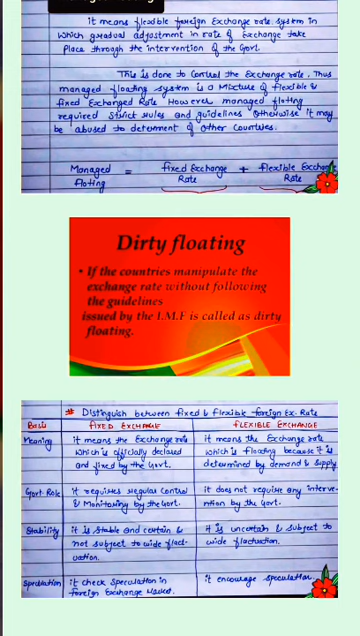 it means flexible foreign Exchange rate system in
which gradual adjustment in rate of Exchange take
Place through the intervention of the Govt.
This is done to Control the Exchange rate. Thus
managed floating system is a Mixture of flexible &
fixed Exchanged Rate However managed floting
required strict rules and guidelines otherwise it may
be abused to determent of other Countries.
Managed Floting = fixed Exchange Rate + flexible Exchange Rate
Dirty floating
• If the countries manipulate the
exchange rate without following
the guidelines
issued by the I.M.F is called as dirty
floating.
# Distinguish between fixed & flexible foreign Ex. Rate
Basis FIXED EXCHANGE FLEXIBLE EXCHANGE
Meaning it means the Exchange rate it means the Exchange rate
which is officially declared which is floating because it is
and fixed by the Govt. determined by demand & Supply
Govt. Role it requires regular Control it does not require any interve-
& Monitoring by the Govt. ntion by the Govt.
Stability it is stable and certain & it is uncertain & subject to
not subject to wide fluct- wide fluctuation.
uation.
Speculation it check Speculation in it encourage speculation
foreign Exchange Market.